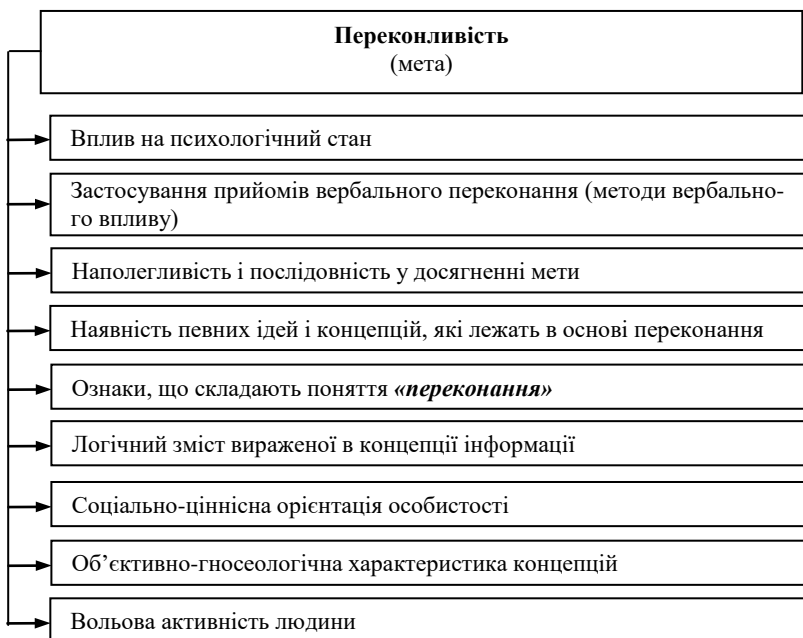 Переконливість
(мета)
Вплив на психологічний стан
Застосування прийомів вербального переконання (методи вербально-
го впливу)
Наполегливість і послідовність у досягненні мети
Наявність певних ідей і концепцій, які лежать в основі переконання
Ознаки, що складають поняття «переконання»
Логічний зміст вираженої в концепції інформації
Соціально-ціннісна орієнтація особистості
Об’єктивно-гносеологічна характеристика концепцій
Вольова активність людини